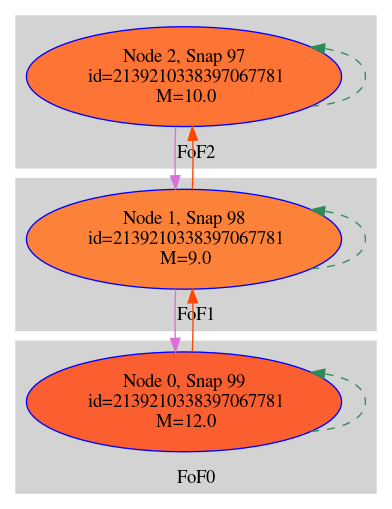 Node 2, Snap 97
id=2139210338397067781
M=10.0
FoF2
Node 1, Snap 98
id=2139210338397067781
M=9.0
FoF1
Node 0, Snap 99
id=2139210338397067781
M=12.0
FoF0